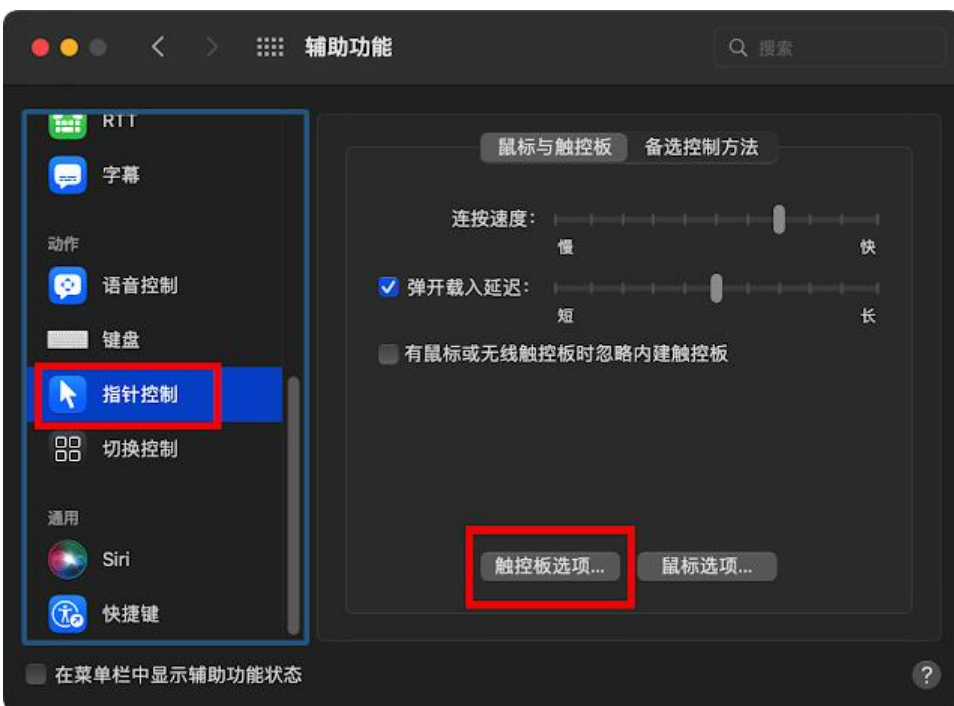 辅助功能
搜索
RTT
字幕
动作
语音控制
键盘
指针控制
切换控制
通用
Siri
快捷键
鼠标与触控板 备选控制方法
连按速度：
慢 快
弹开载入延迟：
短 长
有鼠标或无线触控板时忽略内建触控板
触控板选项... 鼠标选项...
在菜单栏中显示辅助功能状态
?